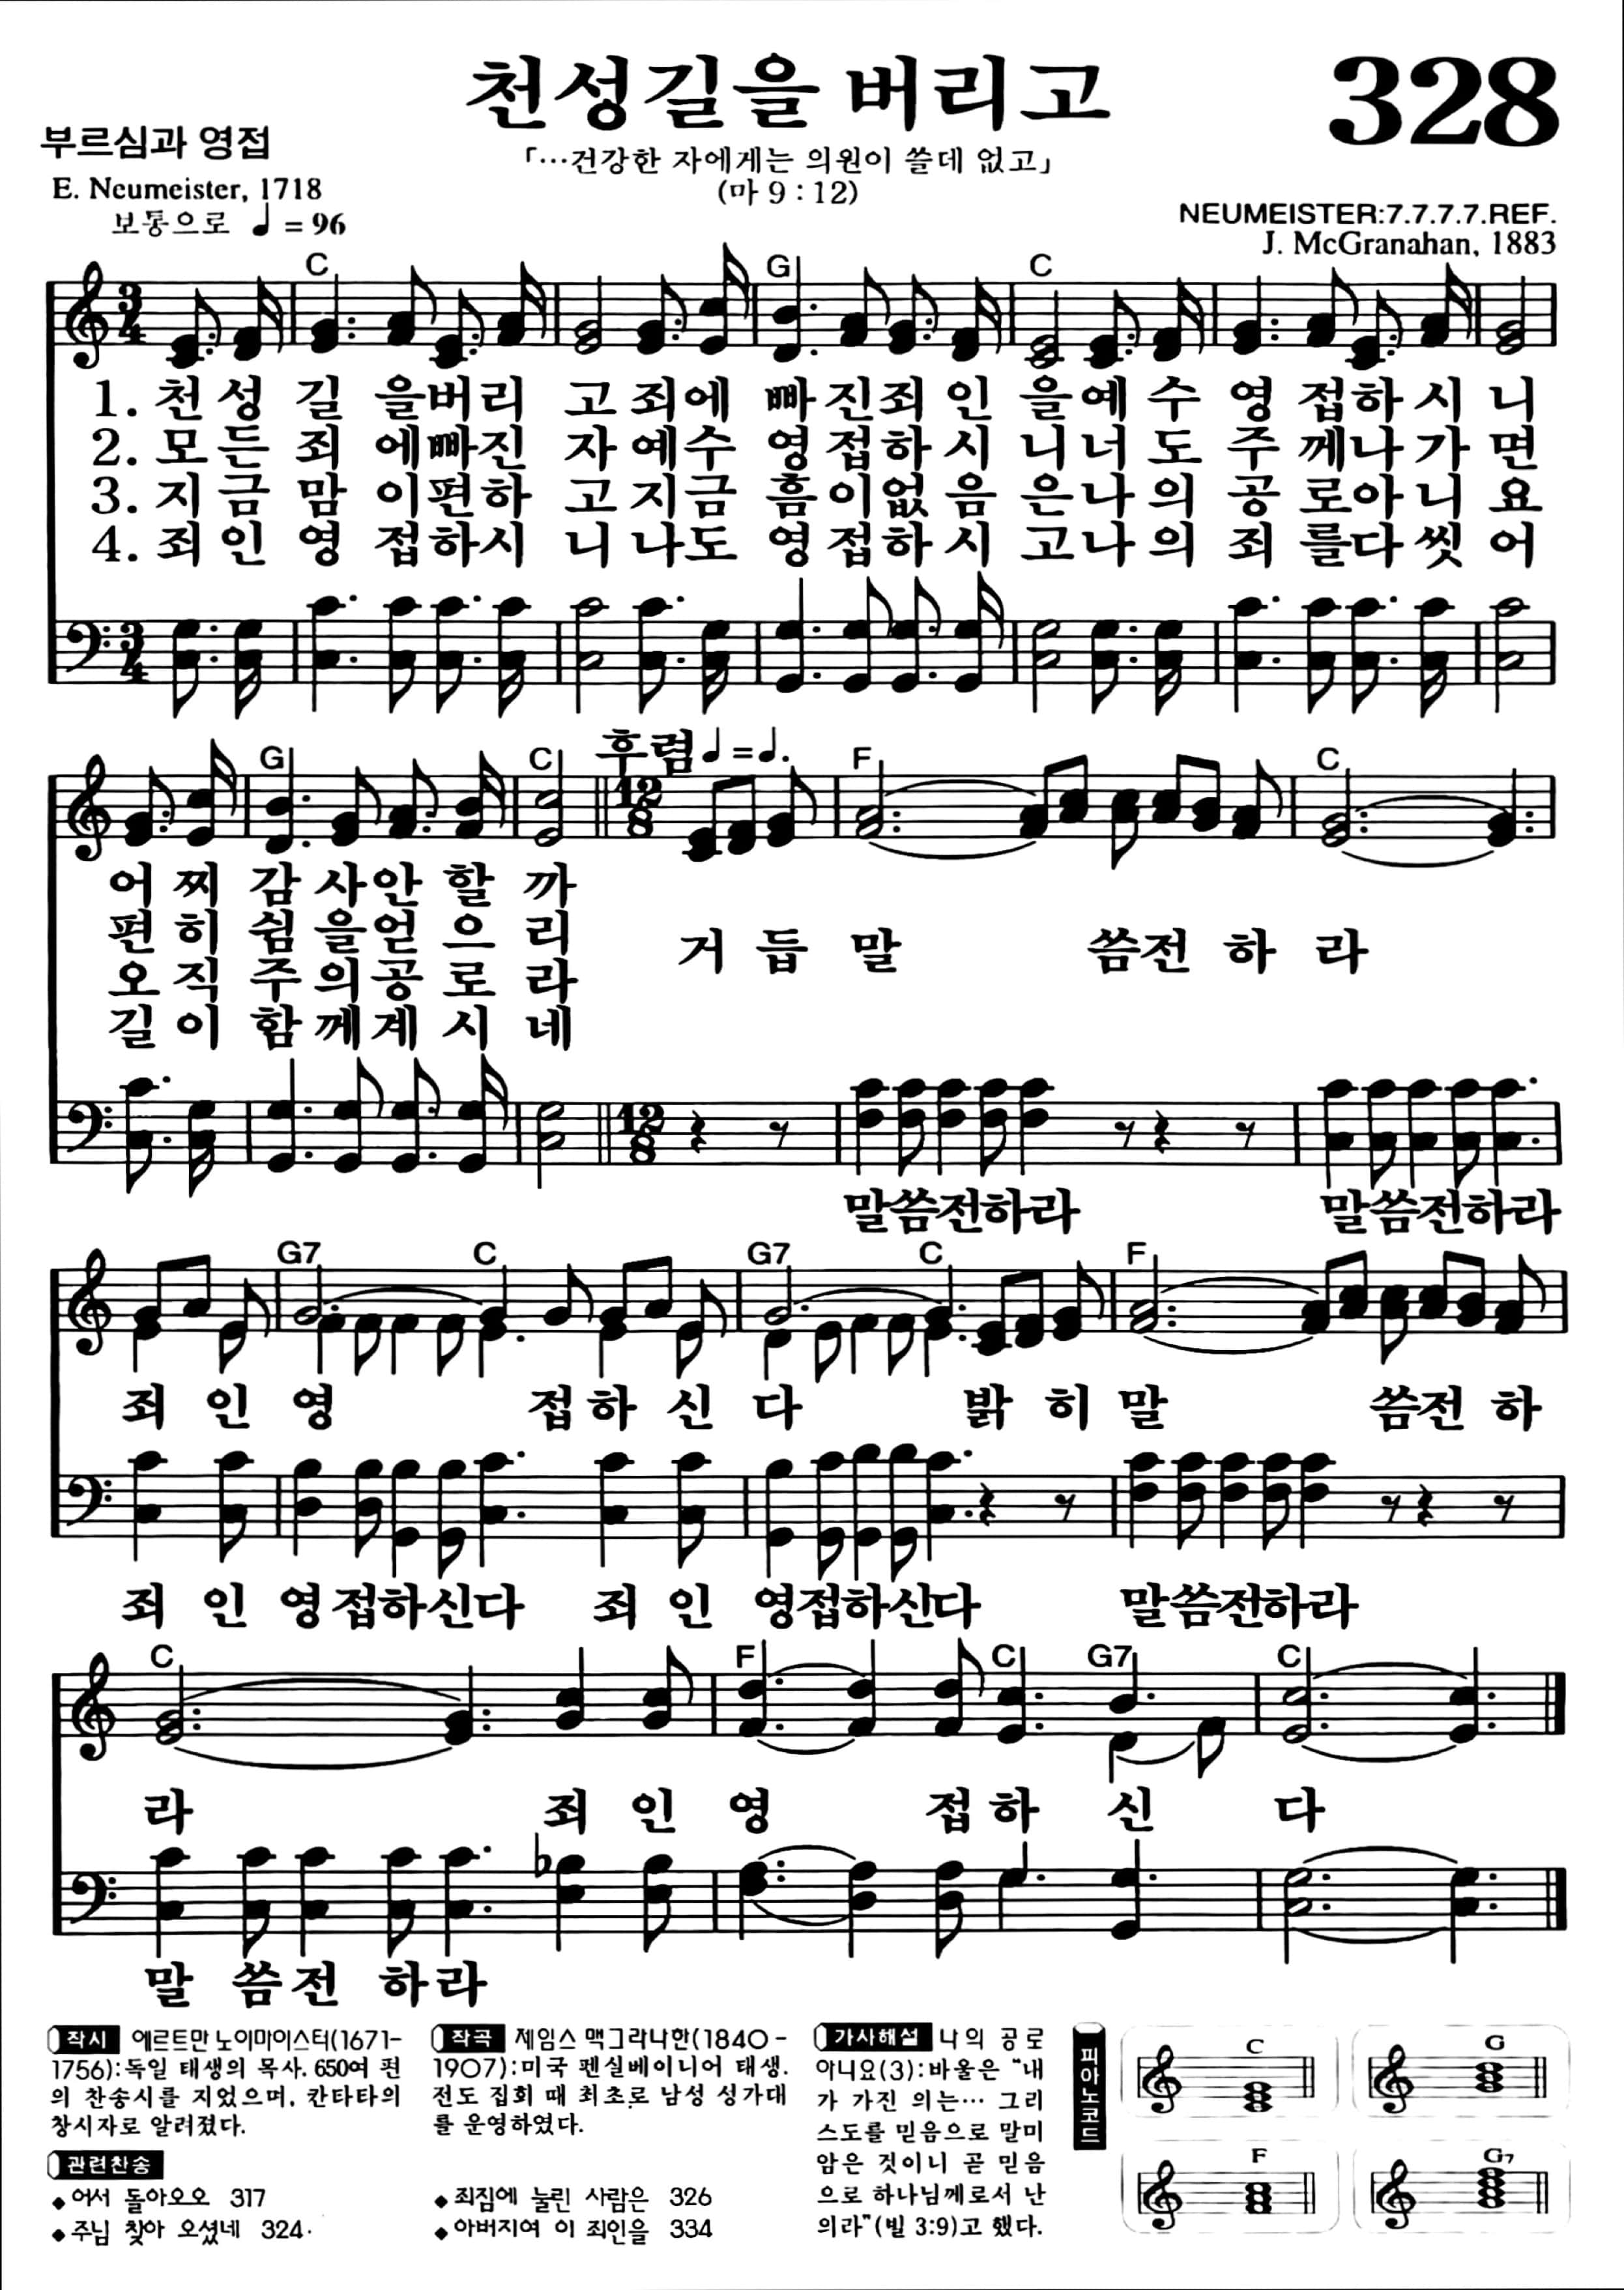 천성길을 버리고
328
부르심과 영접
「…건강한 자에게는 의원이 쓸데 없고」
(마 9 : 12)
E. Neumeister, 1718
보통으로 ♩ = 96
NEUMEISTER:7.7.7.7.REF.
J. McGranahan, 1883
C G C
1. 천 성 길 을버리 고 죄에 빠 진죄 인 을예 수 영 접하 시 니
2. 모 든 죄 에빠진 자 예수 영 접하 시 니너 도 주 께나 가 면
3. 지 금 맘 이편하 고 지금 흠 이없 음 은나 의 공 로아 니 요
4. 죄 인 영 접하시 니 나도 영 접하 시 고나 의 죄 를다 씻 어
G C 후렴 ♩=♩. F C
어 찌 감 사안 할 까
편 히 쉼 을얻 으 리
오 직 주 의공 로 라
길 이 함 께계 시 네
거 듭 말 씀전 하 라
말씀전하라 말씀전하라
G7 C G7 C F
죄 인 영 접하 신 다 밝 히 말 씀전 하
죄 인 영접하신다 죄 인 영접하신다 말씀전하라
C F C G7 C
라 죄 인 영 접하 신 다
말 씀전 하라
작시 에르트만 노이마이스터(1671-
1756):독일 태생의 목사. 650여 편
의 찬송시를 지었으며, 칸타타의
창시자로 알려졌다.
작곡 제임스 맥그라나한(1840-
1907):미국 펜실베이니어 태생.
전도 집회 때 최초로 남성 성가대
를 운영하였다.
가사해설 나의 공로
아니요(3):바울은 "내
가 가진 의는… 그리
스도를 믿음으로 말미
암은 것이니 곧 믿음
으로 하나님께로서 난
의라"(빌 3:9)고 했다.
피아노코드
C G
F G7
관련찬송
◆어서 돌아오오 317
◆주님 찾아 오셨네 324
◆죄짐에 눌린 사람은 326
◆아버지여 이 죄인을 334